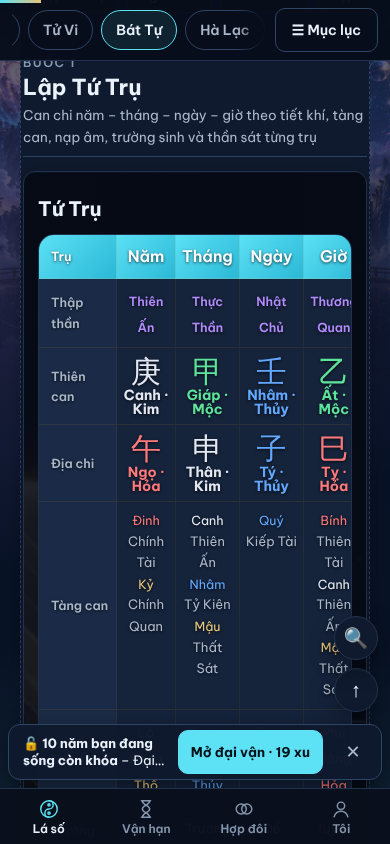 Tử Vi
Bát Tự
Hà Lạc
☰ Mục lục
BƯỚC 1
Lập Tứ Trụ
Can chi năm – tháng – ngày – giờ theo tiết khí, tàng
can, nạp âm, trường sinh và thần sát từng trụ
Tứ Trụ
Trụ Năm Tháng Ngày Giờ
Thập thần
Thiên Ấn
Thực Thần
Nhật Chủ
Thương Quan
Thiên can
庚
Canh · Kim
甲
Giáp · Mộc
壬
Nhâm · Thủy
乙
Ất · Mộc
Địa chi
午
Ngọ · Hỏa
申
Thân · Kim
子
Tý · Thủy
巳
Tỵ · Hỏa
Tàng can
Đinh
Chính
Tài
Kỷ
Chính
Quan
Canh
Thiên
Ấn
Nhâm
Tỷ Kiên
Mậu
Thất
Sát
Quý
Kiếp Tài
Bính
Thiên
Tài
Canh
Thiên
Thất
🔓 10 năm bạn đang
sống còn khóa – Đại...
Mở đại vận · 19 xu
✕
Thổ
Thủy
Hỏa
Lá số
Vận hạn
Hợp đôi
Tôi